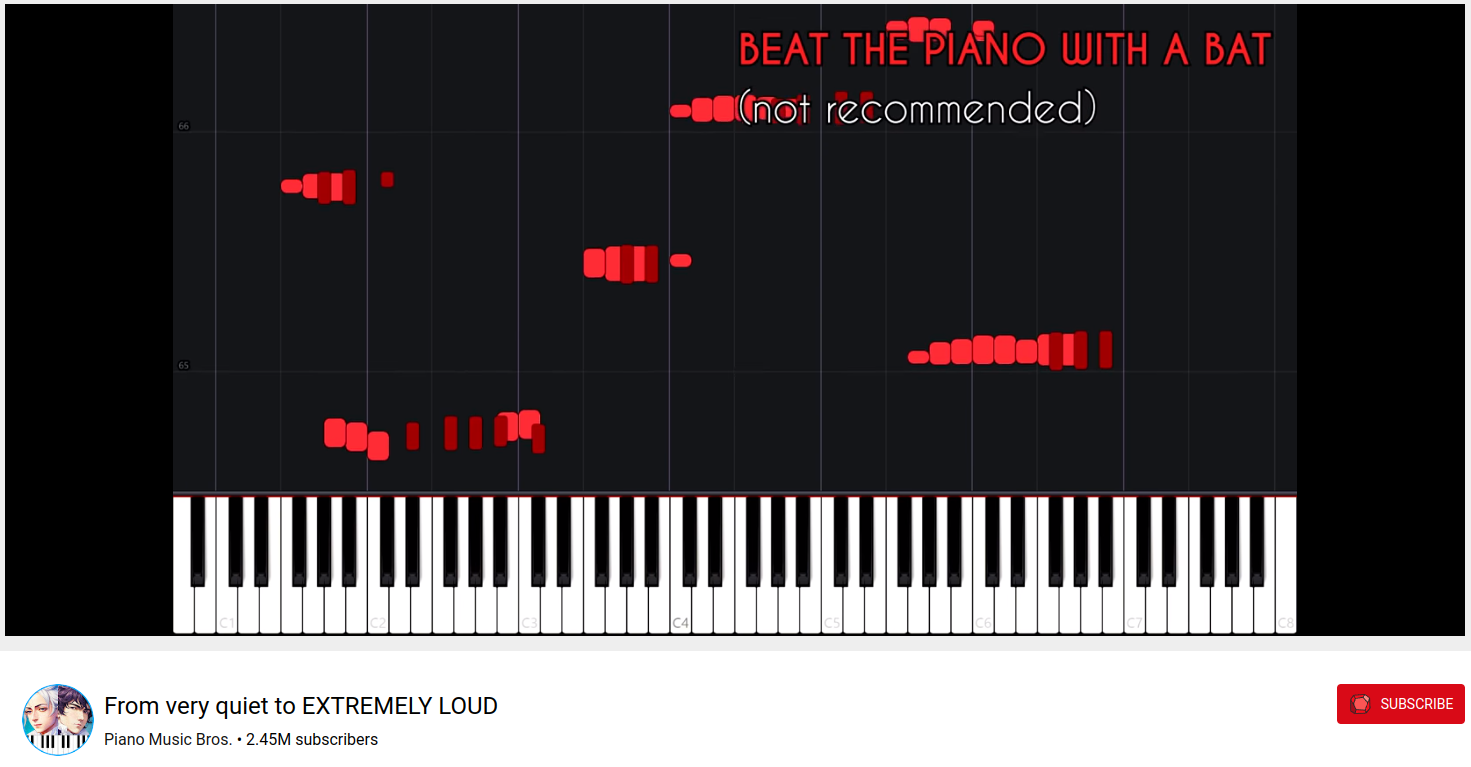 BEAT THE PIANO WITH A BAT
(not recommended)
66
65
C1 C2 C3 C4 C5 C6 C7 C8
From very quiet to EXTREMELY LOUD
SUBSCRIBE
Piano Music Bros. • 2.45M subscribers